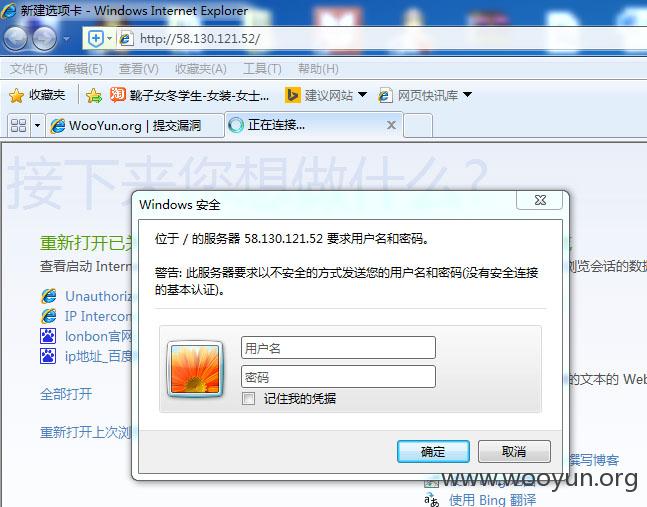 新建选项卡 - Windows Internet Explorer
http://58.130.121.52/
文件(F) 编辑(E) 查看(V) 收藏夹(A) 工具(T) 帮助(H)
收藏夹 淘 靴子女冬学生-女装-女士... 建议网站 网页快讯库
WooYun.org | 提交漏洞 正在连接...
接下来您想做什么?
Windows 安全
位于 / 的服务器 58.130.121.52 要求用户名和密码。
重新打开已关
查看启动 Intern 浏览会话的数据
警告: 此服务器要求以不安全的方式发送您的用户名和密码(没有安全连接
的基本认证)。
Unauthoriz
IP Intercon
lonbon官网
ip地址_百度
用户名
密码
的文本的 Web
全部打开
记住我的凭据
重新打开上次浏
确定 取消
撰写博客
www.wooyun.org
使用 Bing 翻译